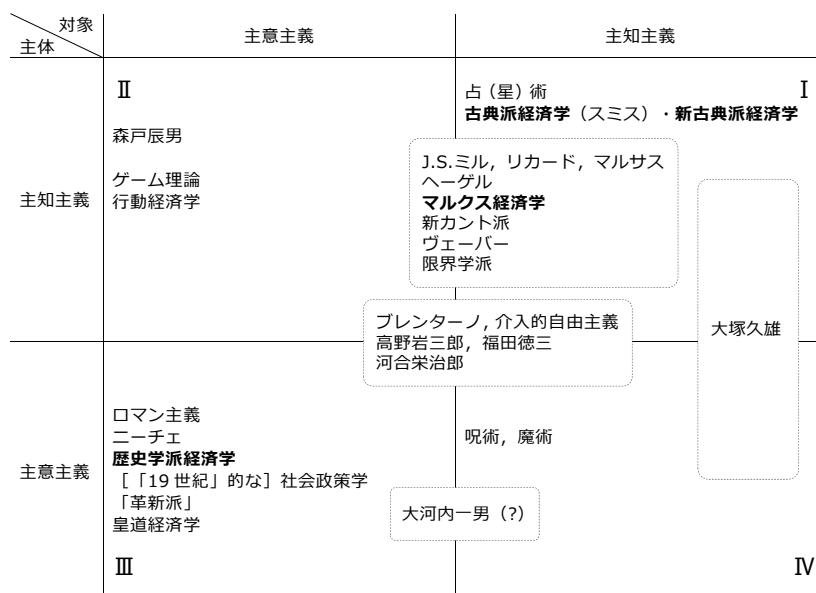 対象
主体
主意主義
主知主義
主知主義
Ⅱ
森戸辰男
ゲーム理論
行動経済学
Ⅰ
占（星）術
古典派経済学（スミス）・新古典派経済学
J.S.ミル，リカード，マルサス
ヘーゲル
マルクス経済学
新カント派
ヴェーバー
限界学派
ブレンターノ，介入的自由主義
高野岩三郎，福田徳三
河合栄治郎
大塚久雄
主意主義
ロマン主義
ニーチェ
歴史学派経済学
［「19世紀」的な］社会政策学
「革新派」
皇道経済学
Ⅲ
呪術，魔術
大河内一男（?）
Ⅳ